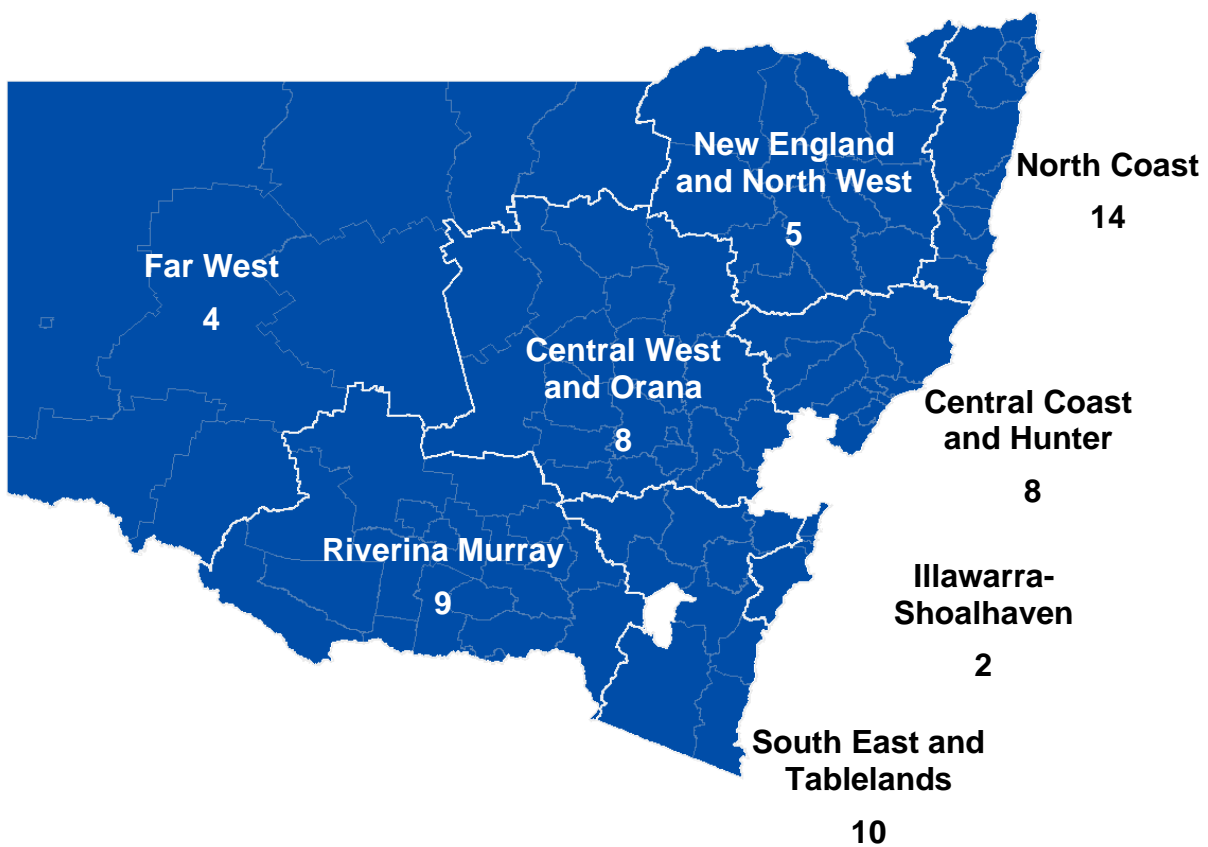 New England
and North West
5
North Coast
14
Far West
4
Central West
and Orana
8
Central Coast
and Hunter
8
Riverina Murray
9
Illawarra-
Shoalhaven
2
South East and
Tablelands
10